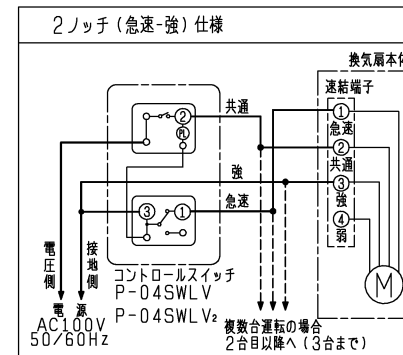 2ノッチ(急速-強)仕様
換気扇本体
速結端子
共通
②
PL
①
急速
②
共通
強
③
強
急速
③
①
④
弱
M
電圧側
接地側
コントロールスイッチ
P-04SWLV
P-04SWLV₂
電 源
AC100V
50/60Hz
複数台運転の場合
2台目以降へ(3台まで)